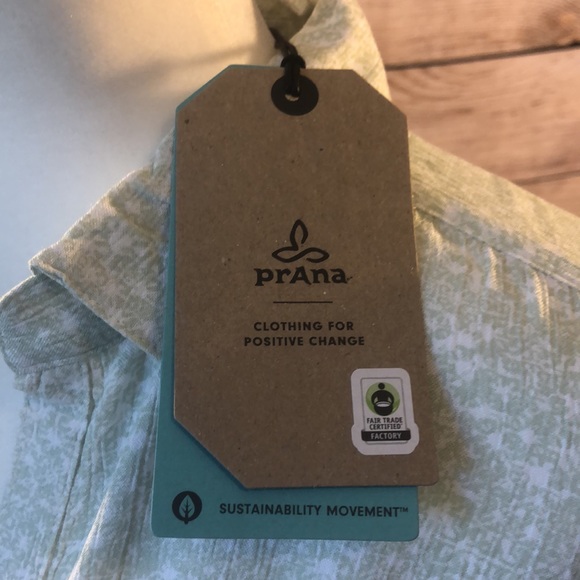 prAna
CLOTHING FOR
POSITIVE CHANGE
FAIR TRADE
CERTIFIED
FACTORY
SUSTAINABILITY MOVEMENT™